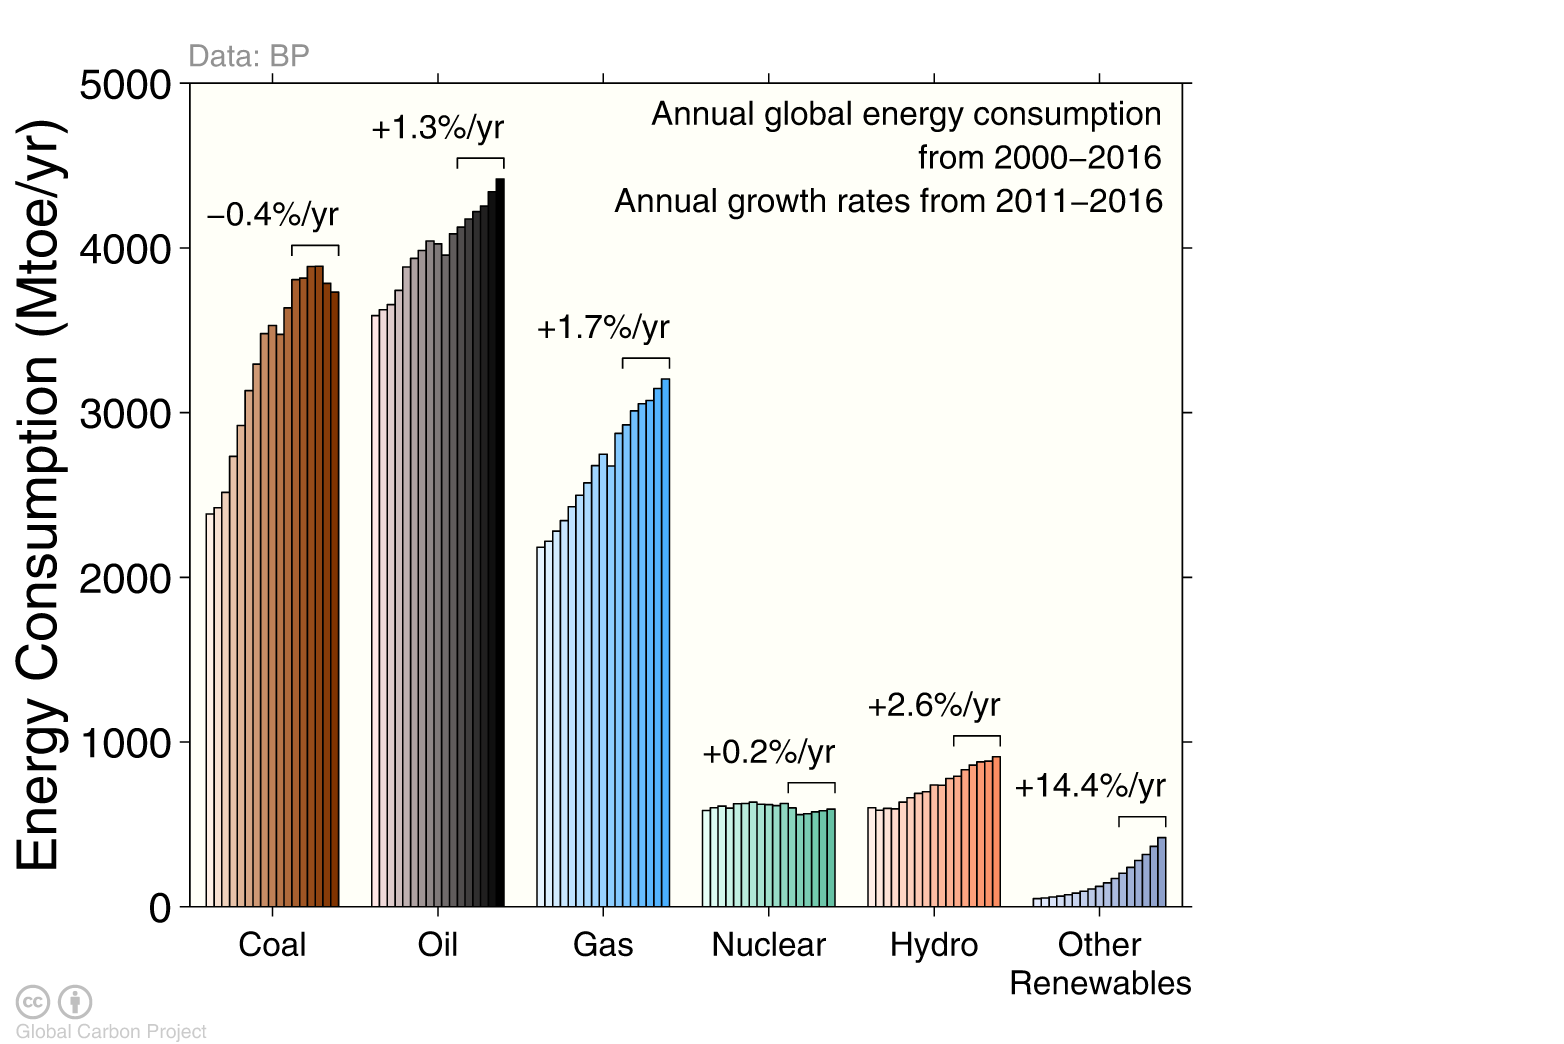 Data: BP
Energy Consumption (Mtoe/yr)
5000
4000
3000
2000
1000
0
Annual global energy consumption
from 2000−2016
Annual growth rates from 2011−2016
−0.4%/yr
+1.3%/yr
+1.7%/yr
+0.2%/yr
+2.6%/yr
+14.4%/yr
Coal
Oil
Gas
Nuclear
Hydro
Other
Renewables
cc
Global Carbon Project